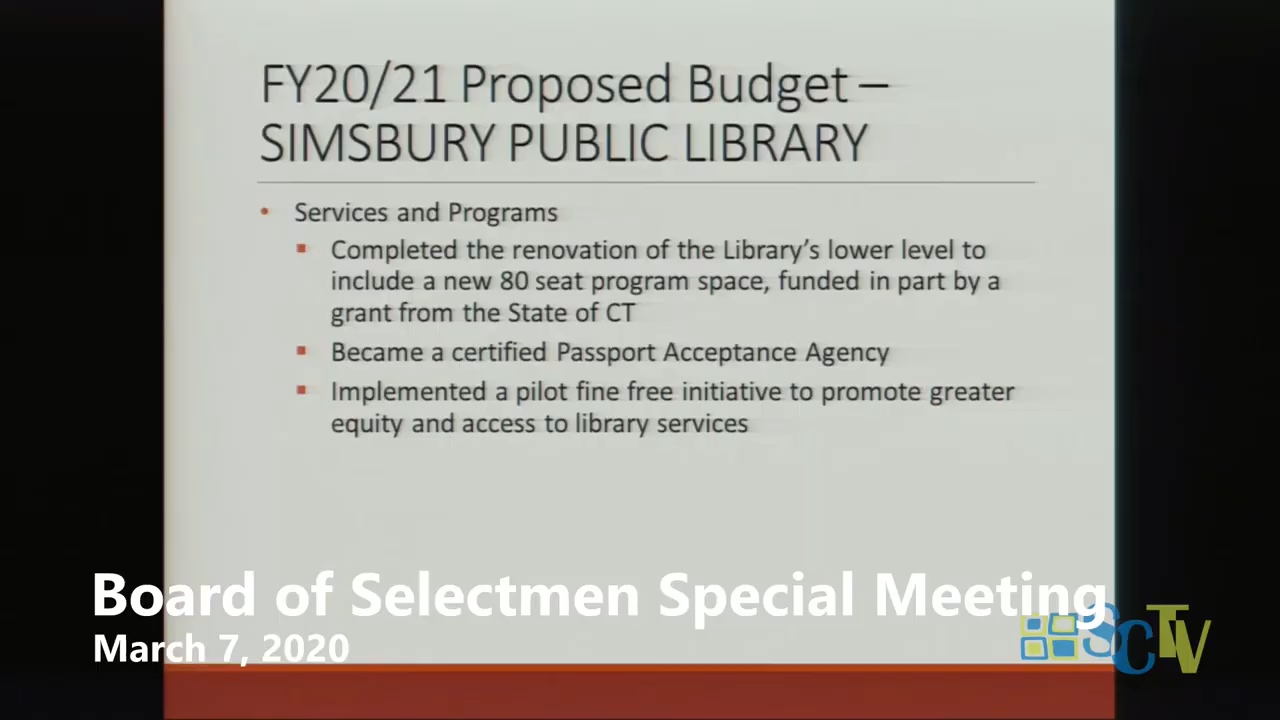 FY20/21 Proposed Budget –
SIMSBURY PUBLIC LIBRARY
• Services and Programs
▪ Completed the renovation of the Library's lower level to
include a new 80 seat program space, funded in part by a
grant from the State of CT
▪ Became a certified Passport Acceptance Agency
▪ Implemented a pilot fine free initiative to promote greater
equity and access to library services
Board of Selectmen Special Meeting
March 7, 2020
SCTV